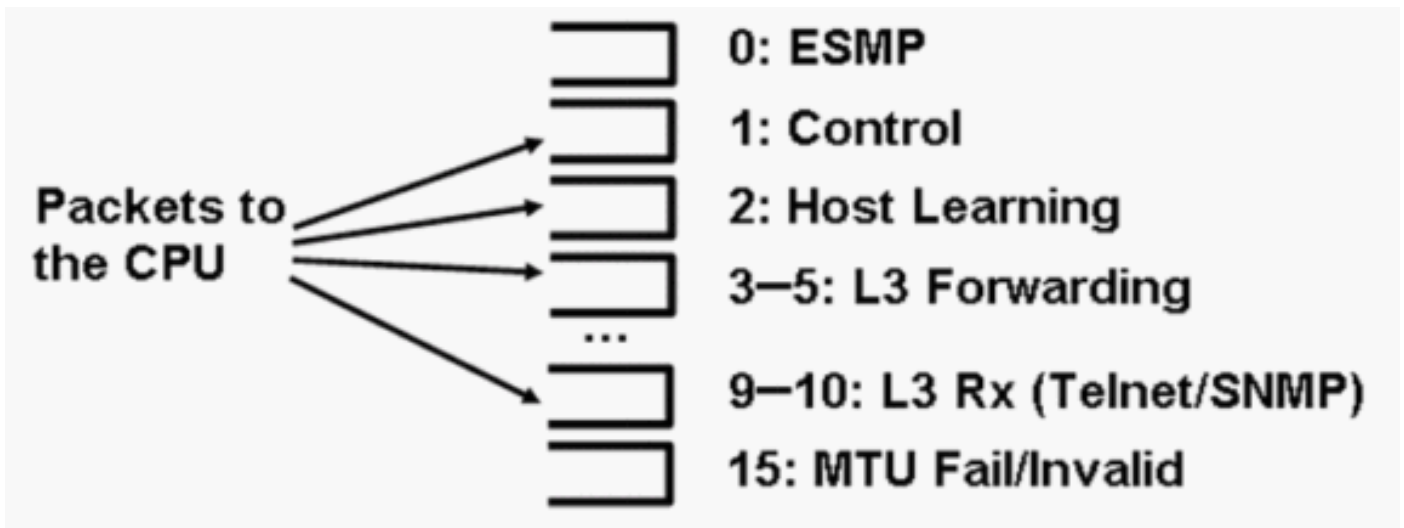 0: ESMP
1: Control
Packets to
the CPU
2: Host Learning
3–5: L3 Forwarding
...
9–10: L3 Rx (Telnet/SNMP)
15: MTU Fail/Invalid